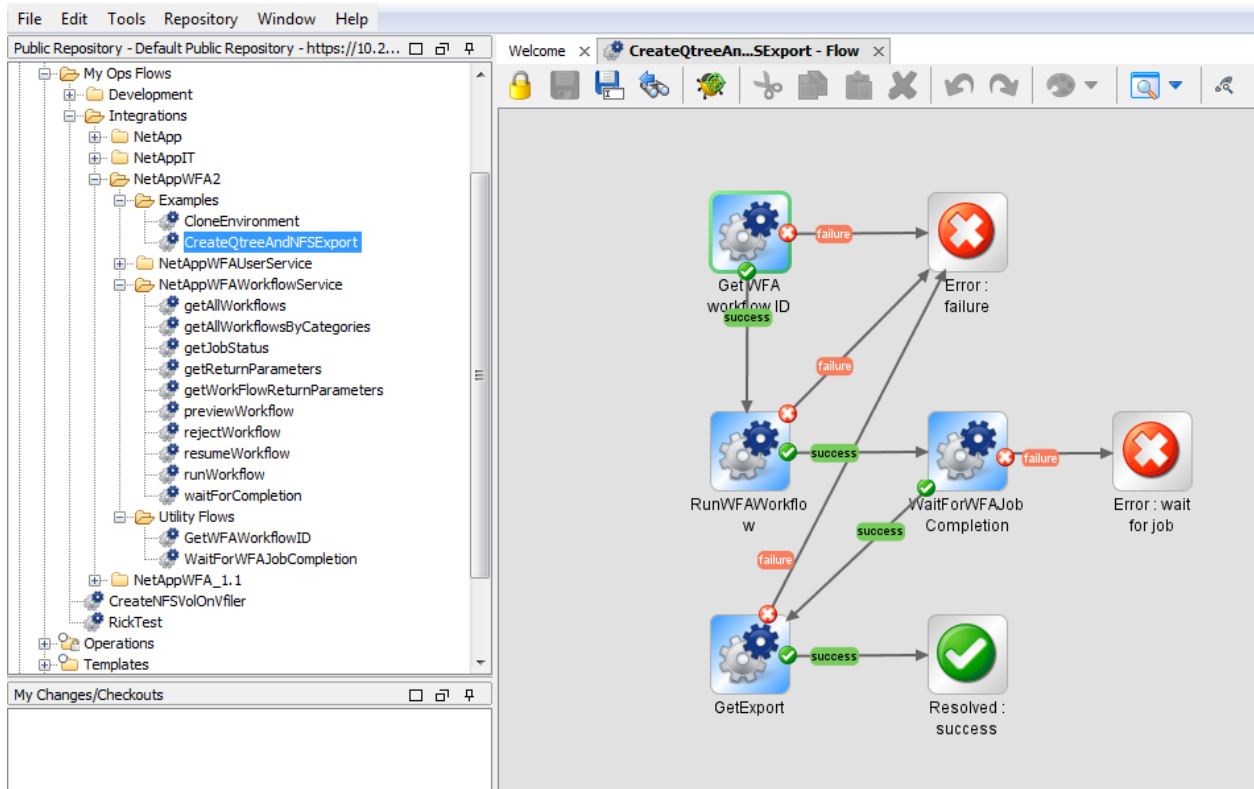 File Edit Tools Repository Window Help
Public Repository - Default Public Repository - https://10.2...
My Ops Flows
Development
Integrations
NetApp
NetAppIT
NetAppWFA2
Examples
CloneEnvironment
CreateQtreeAndNFSExport
NetAppWFAUserService
NetAppWFAWorkflowService
getAllWorkflows
getAllWorkflowsByCategories
getJobStatus
getReturnParameters
getWorkFlowReturnParameters
previewWorkflow
rejectWorkflow
resumeWorkflow
runWorkflow
waitForCompletion
Utility Flows
GetWFAWorkflowID
WaitForWFAJobCompletion
NetAppWFA_1.1
CreateNFSVolOnVfiler
RickTest
Operations
Templates
My Changes/Checkouts
Welcome
CreateQtreeAn...SExport - Flow
failure
Get WFA
workflow ID
Error :
failure
success
failure
success
failure
RunWFAWorkflo
w
WaitForWFAJob
Completion
Error : wait
for job
success
failure
success
GetExport
Resolved :
success